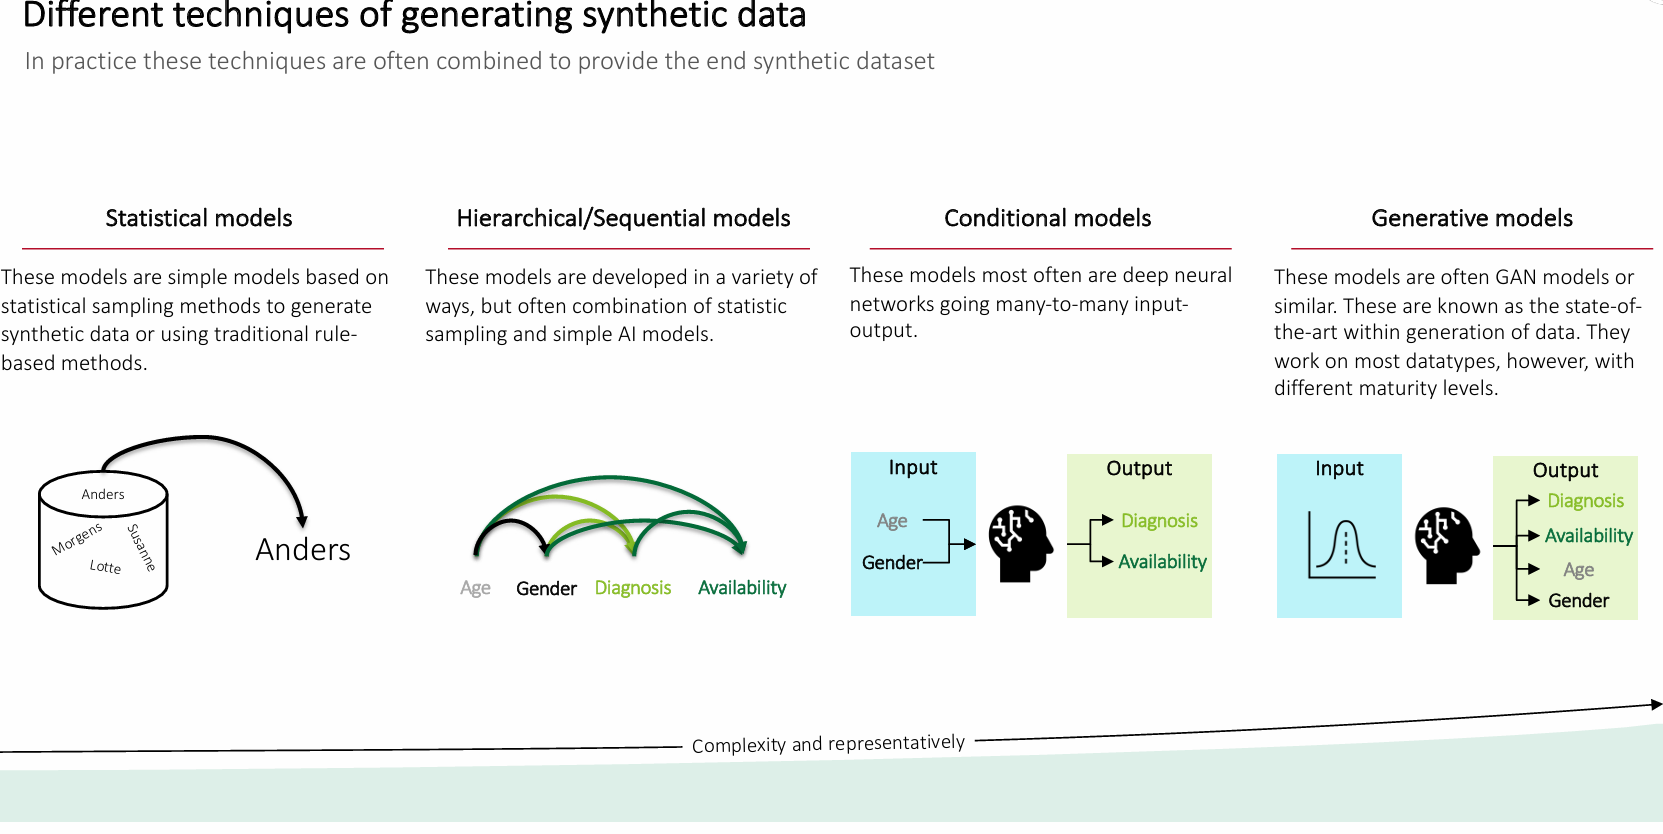 Different techniques of generating synthetic data
In practice these techniques are often combined to provide the end synthetic dataset
Statistical models
These models are simple models based on
statistical sampling methods to generate
synthetic data or using traditional rule-
based methods.
Anders
Morgens
Susanne
Lotte
Anders
Hierarchical/Sequential models
These models are developed in a variety of
ways, but often combination of statistic
sampling and simple AI models.
Age
Gender
Diagnosis
Availability
Conditional models
These models most often are deep neural
networks going many-to-many input-
output.
Input
Age
Gender
Output
Diagnosis
Availability
Generative models
These models are often GAN models or
similar. These are known as the state-of-
the-art within generation of data. They
work on most datatypes, however, with
different maturity levels.
Input
Output
Diagnosis
Availability
Age
Gender
Complexity and representatively